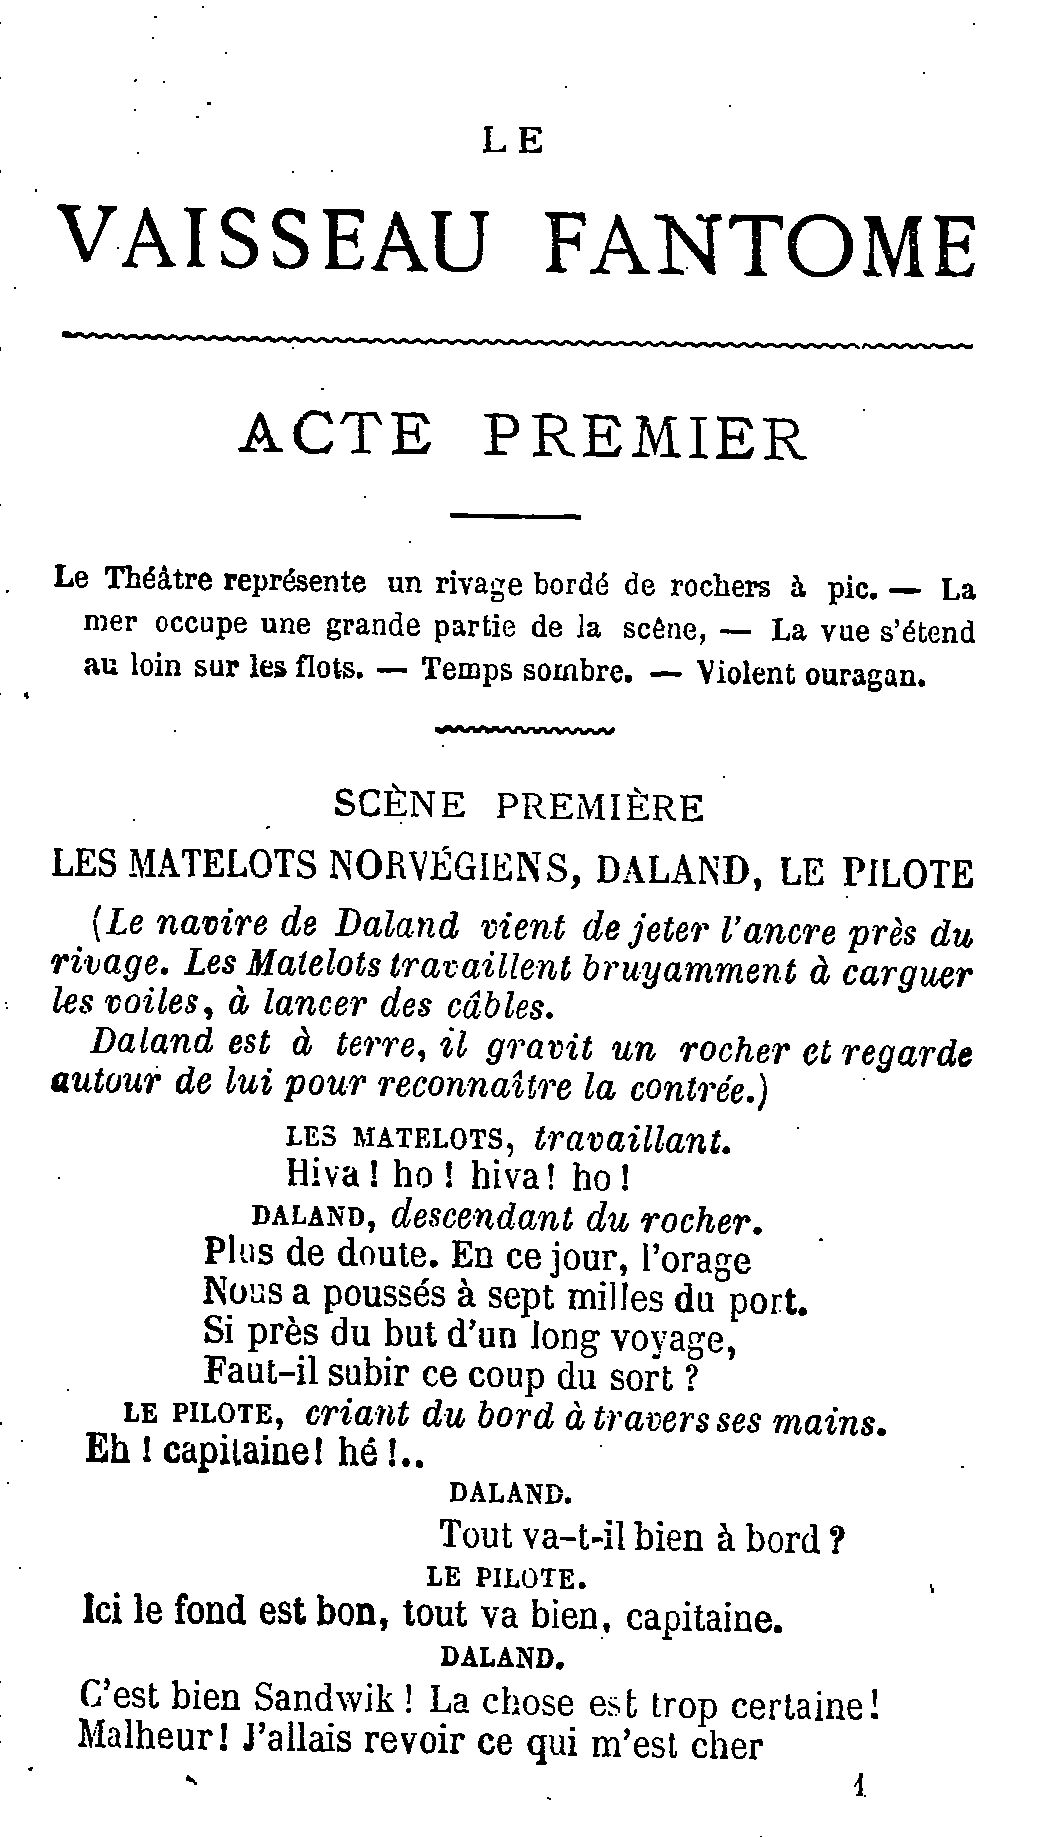 LE
VAISSEAU FANTOME
ACTE PREMIER
Le Théâtre représente un rivage bordé de rochers à pic. — La
mer occupe une grande partie de la scène, — La vue s'étend
au loin sur les flots. — Temps sombre. — Violent ouragan.
SCÈNE PREMIÈRE
LES MATELOTS NORVÉGIENS, DALAND, LE PILOTE
(Le navire de Daland vient de jeter l'ancre près du
rivage. Les Matelots travaillent bruyamment à carguer
les voiles, à lancer des câbles.
Daland est à terre, il gravit un rocher et regarde
autour de lui pour reconnaître la contrée.)
LES MATELOTS, travaillant.
Hiva ! ho ! hiva ! ho !
DALAND, descendant du rocher.
Plus de doute. En ce jour, l'orage
Nous a poussés à sept milles du port.
Si près du but d'un long voyage,
Faut-il subir ce coup du sort ?
LE PILOTE, criant du bord à travers ses mains.
Eh ! capitaine ! hé !..
DALAND.
Tout va-t-il bien à bord ?
LE PILOTE.
Ici le fond est bon, tout va bien, capitaine.
DALAND.
C'est bien Sandwik ! La chose est trop certaine !
Malheur ! J'allais revoir ce qui m'est cher
1